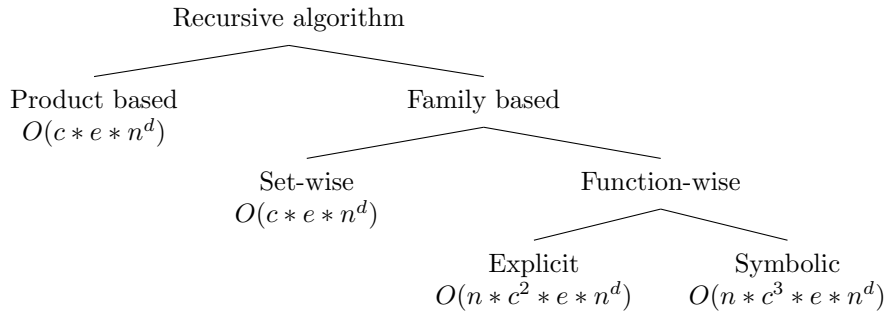 Recursive algorithm
Product based
O(c * e * n^d)
Family based
Set-wise
O(c * e * n^d)
Function-wise
Explicit
O(n * c^2 * e * n^d)
Symbolic
O(n * c^3 * e * n^d)